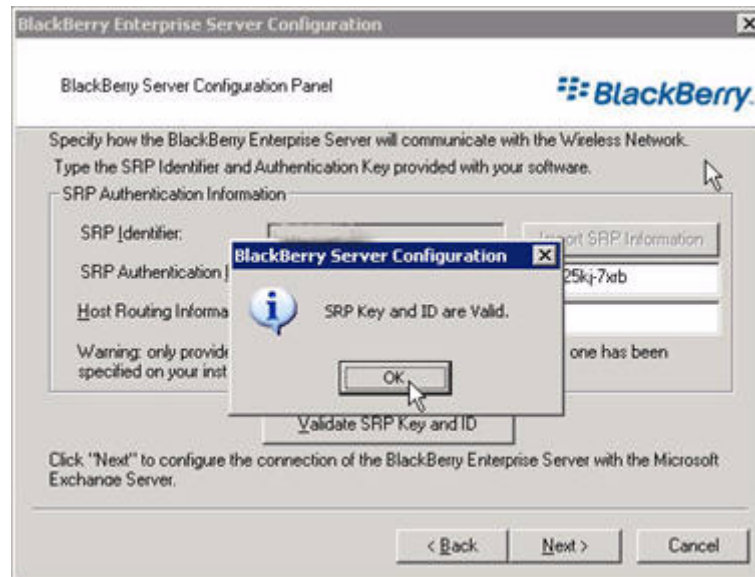 BlackBerry Enterprise Server Configuration
BlackBerry Server Configuration Panel
BlackBerry.
Specify how the BlackBerry Enterprise Server will communicate with the Wireless Network.
Type the SRP Identifier and Authentication Key provided with your software.
SRP Authentication Information
SRP Identifier:
Import SRP Information
SRP Authentication
25kj-7xrb
Host Routing Informa
Warning: only provide
one has been
specified on your inst
BlackBerry Server Configuration
SRP Key and ID are Valid.
OK
Validate SRP Key and ID
Click "Next" to configure the connection of the BlackBerry Enterprise Server with the Microsoft
Exchange Server.
< Back
Next >
Cancel